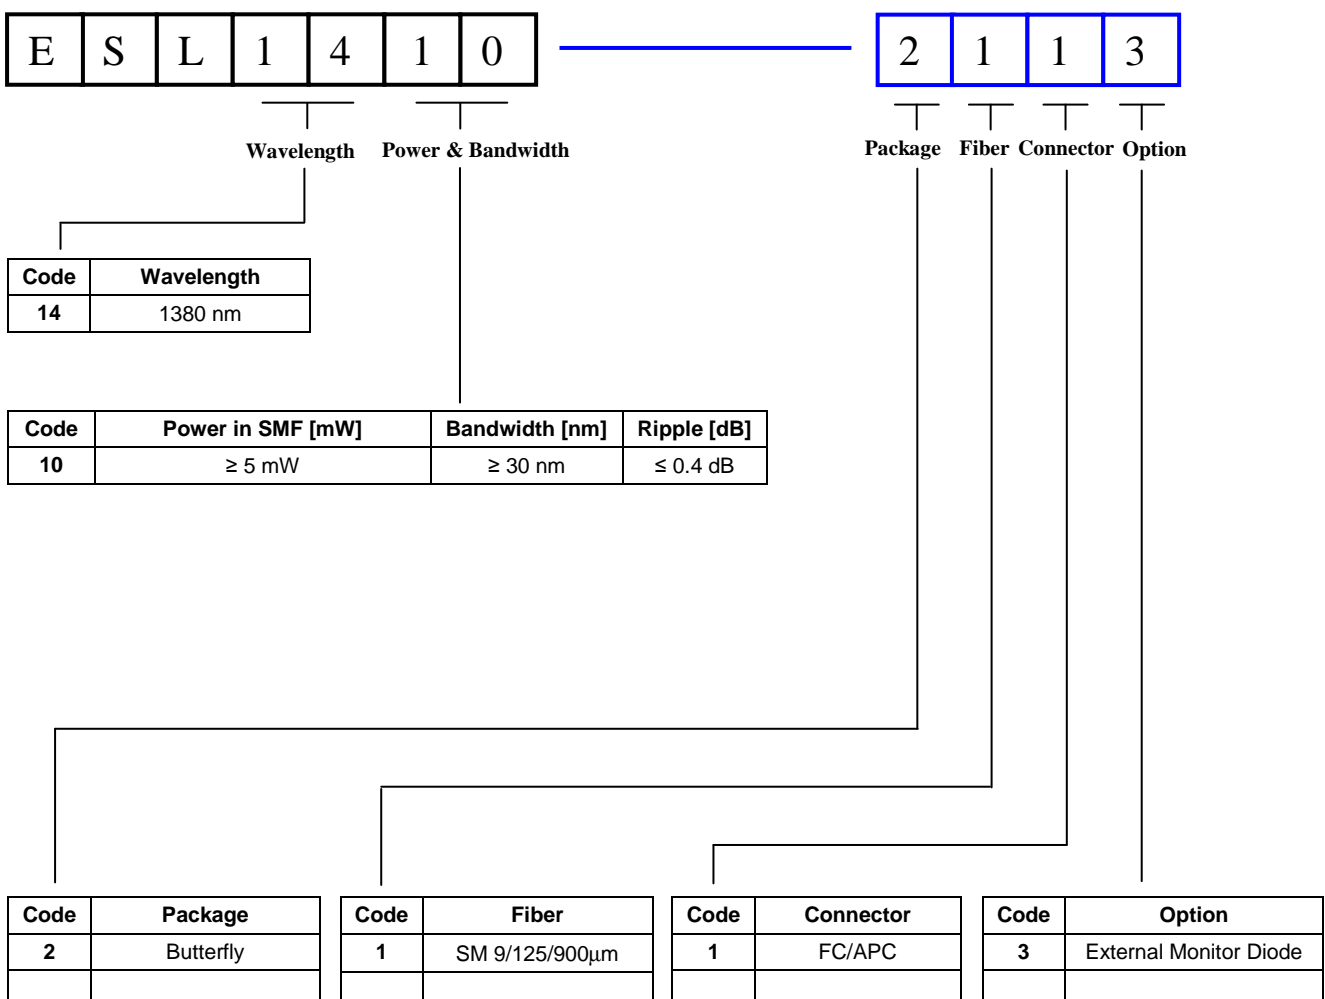 E S L 1 4 1 0 2 1 1 3
Wavelength Power & Bandwidth Package Fiber Connector Option
Code Wavelength
14 1380 nm
Code Power in SMF [mW] Bandwidth [nm] Ripple [dB]
10 ≥ 5 mW ≥ 30 nm ≤ 0.4 dB
Code Package Code Fiber Code Connector Code Option
2 Butterfly 1 SM 9/125/900μm 1 FC/APC 3 External Monitor Diode